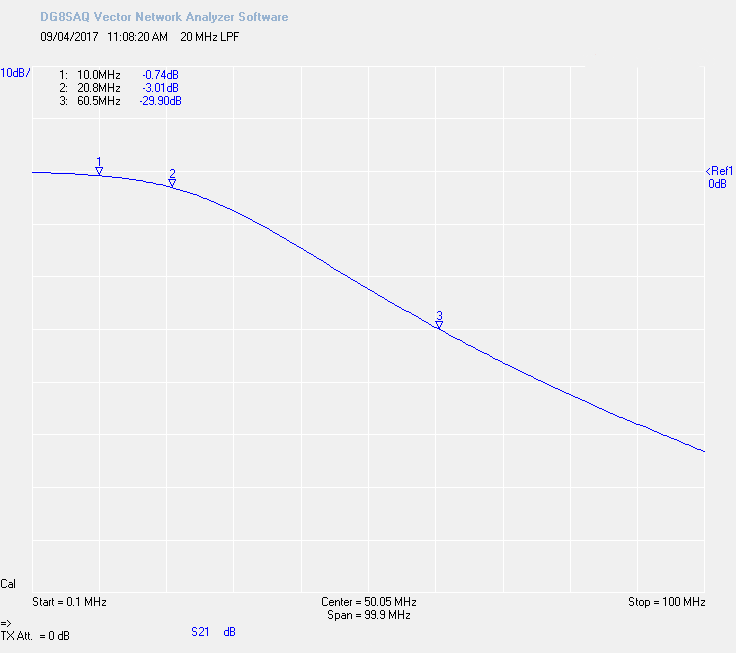 DG8SAQ Vector Network Analyzer Software
09/04/2017 11:08:20 AM 20 MHz LPF
10dB/
1: 10.0MHz -0.74dB
2: 20.8MHz -3.01dB
3: 60.5MHz -29.90dB
1
2
<Ref1
0dB
3
Cal
Start = 0.1 MHz Center = 50.05 MHz Stop = 100 MHz
Span = 99.9 MHz
=>
TX Att. = 0 dB S21 dB